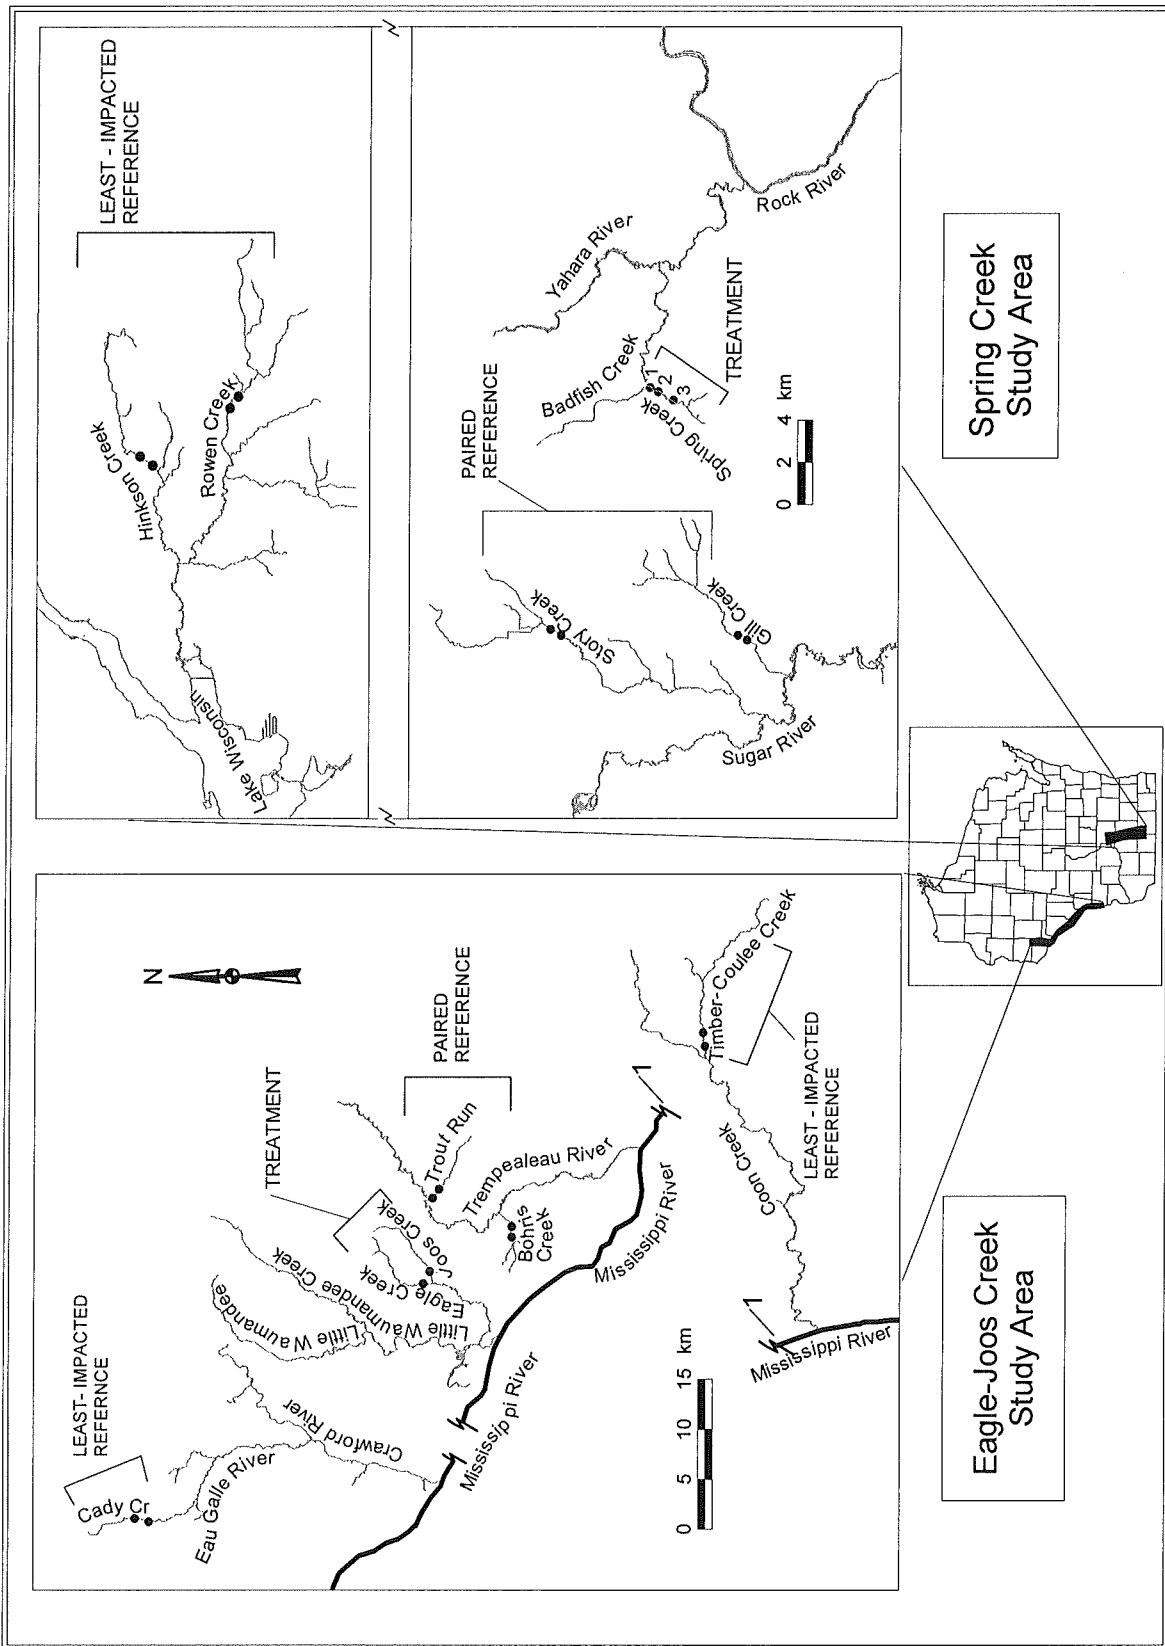 LEAST- IMPACTED
REFERNCE
Cady Cr
Eau Galle River
Crawford River
Little Waumandee
Little Waumandee Creek
Eagle Creek
Joos Creek
TREATMENT
N
PAIRED
REFERENCE
Trout Run
Trempealeau River
Bohris
Creek
Mississip pi River
Mississippi River
1
0 5 10 15 km
1
Mississippi River
Coon Creek
Timber-Coulee Creek
LEAST - IMPACTED
REFERENCE
Eagle-Joos Creek
Study Area
LEAST - IMPACTED
REFERENCE
Hinkson Creek
Rowen Creek
Lake Wisconsin
PAIRED
REFERENCE
Story Creek
Gill Creek
Sugar River
Badfish Creek
Yahara River
Spring Creek
1
2
3
TREATMENT
Rock River
0 2 4 km
Spring Creek
Study Area